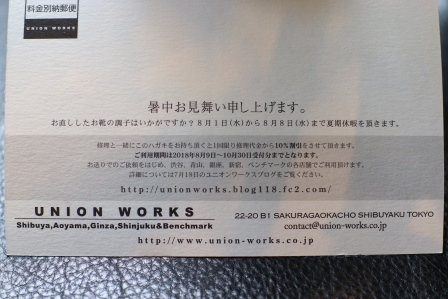 料金別納郵便
UNION WORKS
暑中お見舞い申し上げます。
お直ししたお靴の調子はいかがですか？8月1日(水)から8月8日(水)まで夏期休暇を頂きます。
修理と一緒にこのハガキをお持ち頂くと1回限り修理代金から10%割引をさせて頂きます。
ご利用期間は2018年8月9日〜10月30日受付分までとなります。
お送りでのご依頼をはじめ、渋谷、青山、銀座、新宿、ベンチマークの各店舗でご利用頂けます。
詳細については7月18日のユニオンワークスブログをご覧ください。
http://unionworks.blog118.fc2.com/
UNION WORKS
Shibuya,Aoyama,Ginza,Shinjuku&Benchmark
22-20 B1 SAKURAGAOKACHO SHIBUYAKU TOKYO
contact@union-works.co.jp
http://www.union-works.co.jp